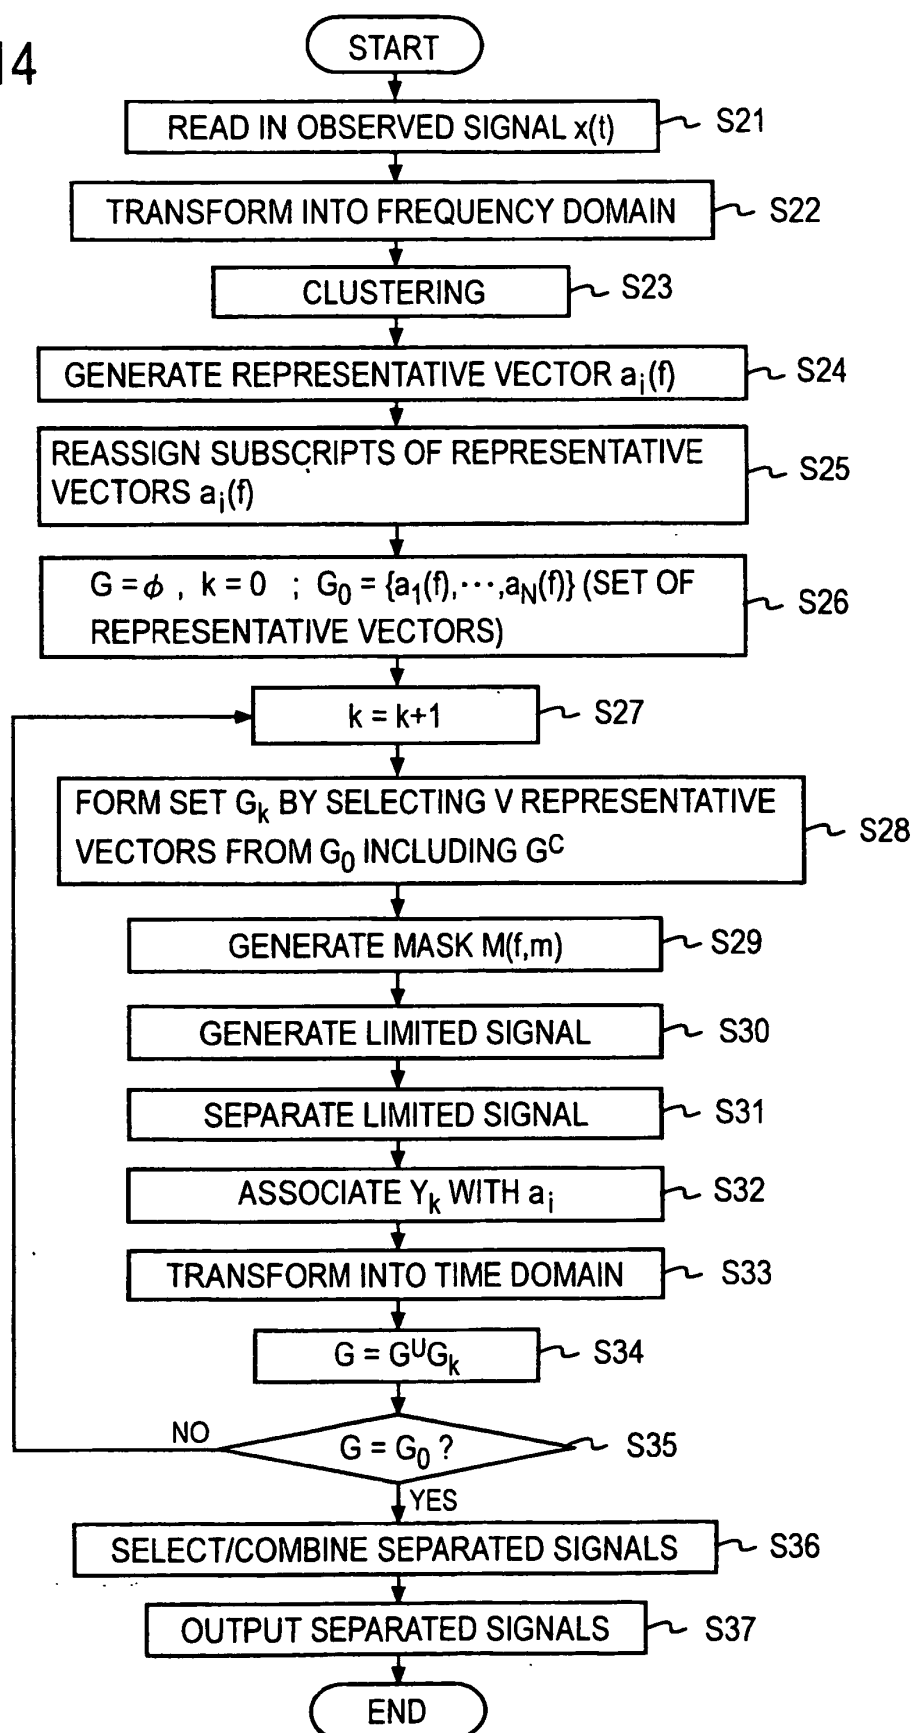 14
START
READ IN OBSERVED SIGNAL x(t) S21
TRANSFORM INTO FREQUENCY DOMAIN S22
CLUSTERING S23
GENERATE REPRESENTATIVE VECTOR aᵢ(f) S24
REASSIGN SUBSCRIPTS OF REPRESENTATIVE
VECTORS aᵢ(f)
S25
G = ϕ , k = 0 ; G₀ = {a₁(f),⋯,a_N(f)} (SET OF
REPRESENTATIVE VECTORS)
S26
k = k+1 S27
FORM SET Gₖ BY SELECTING V REPRESENTATIVE
VECTORS FROM G₀ INCLUDING Gᶜ
S28
GENERATE MASK M(f,m) S29
GENERATE LIMITED SIGNAL S30
SEPARATE LIMITED SIGNAL S31
ASSOCIATE Yₖ WITH aᵢ S32
TRANSFORM INTO TIME DOMAIN S33
G = G∪Gₖ S34
NO
G = G₀ ? S35
YES
SELECT/COMBINE SEPARATED SIGNALS S36
OUTPUT SEPARATED SIGNALS S37
END